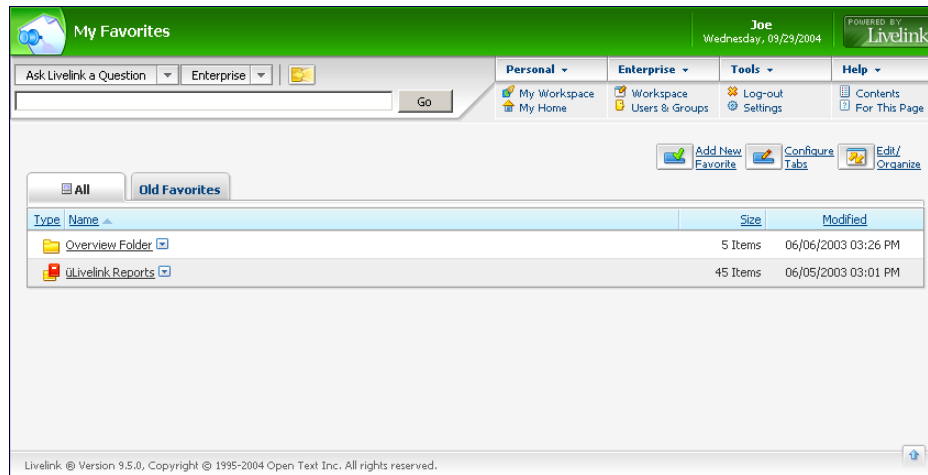 My Favorites
Joe
Wednesday, 09/29/2004
POWERED BY
Livelink
Ask Livelink a Question
Enterprise
Go
Personal
My Workspace
My Home
Enterprise
Workspace
Users & Groups
Tools
Log-out
Settings
Help
Contents
For This Page
Add New
Favorite
Configure
Tabs
Edit/
Organize
All
Old Favorites
Type Name Size Modified
Overview Folder 5 Items 06/06/2003 03:26 PM
üLivelink Reports 45 Items 06/05/2003 03:01 PM
Livelink ® Version 9.5.0, Copyright © 1995-2004 Open Text Inc. All rights reserved.